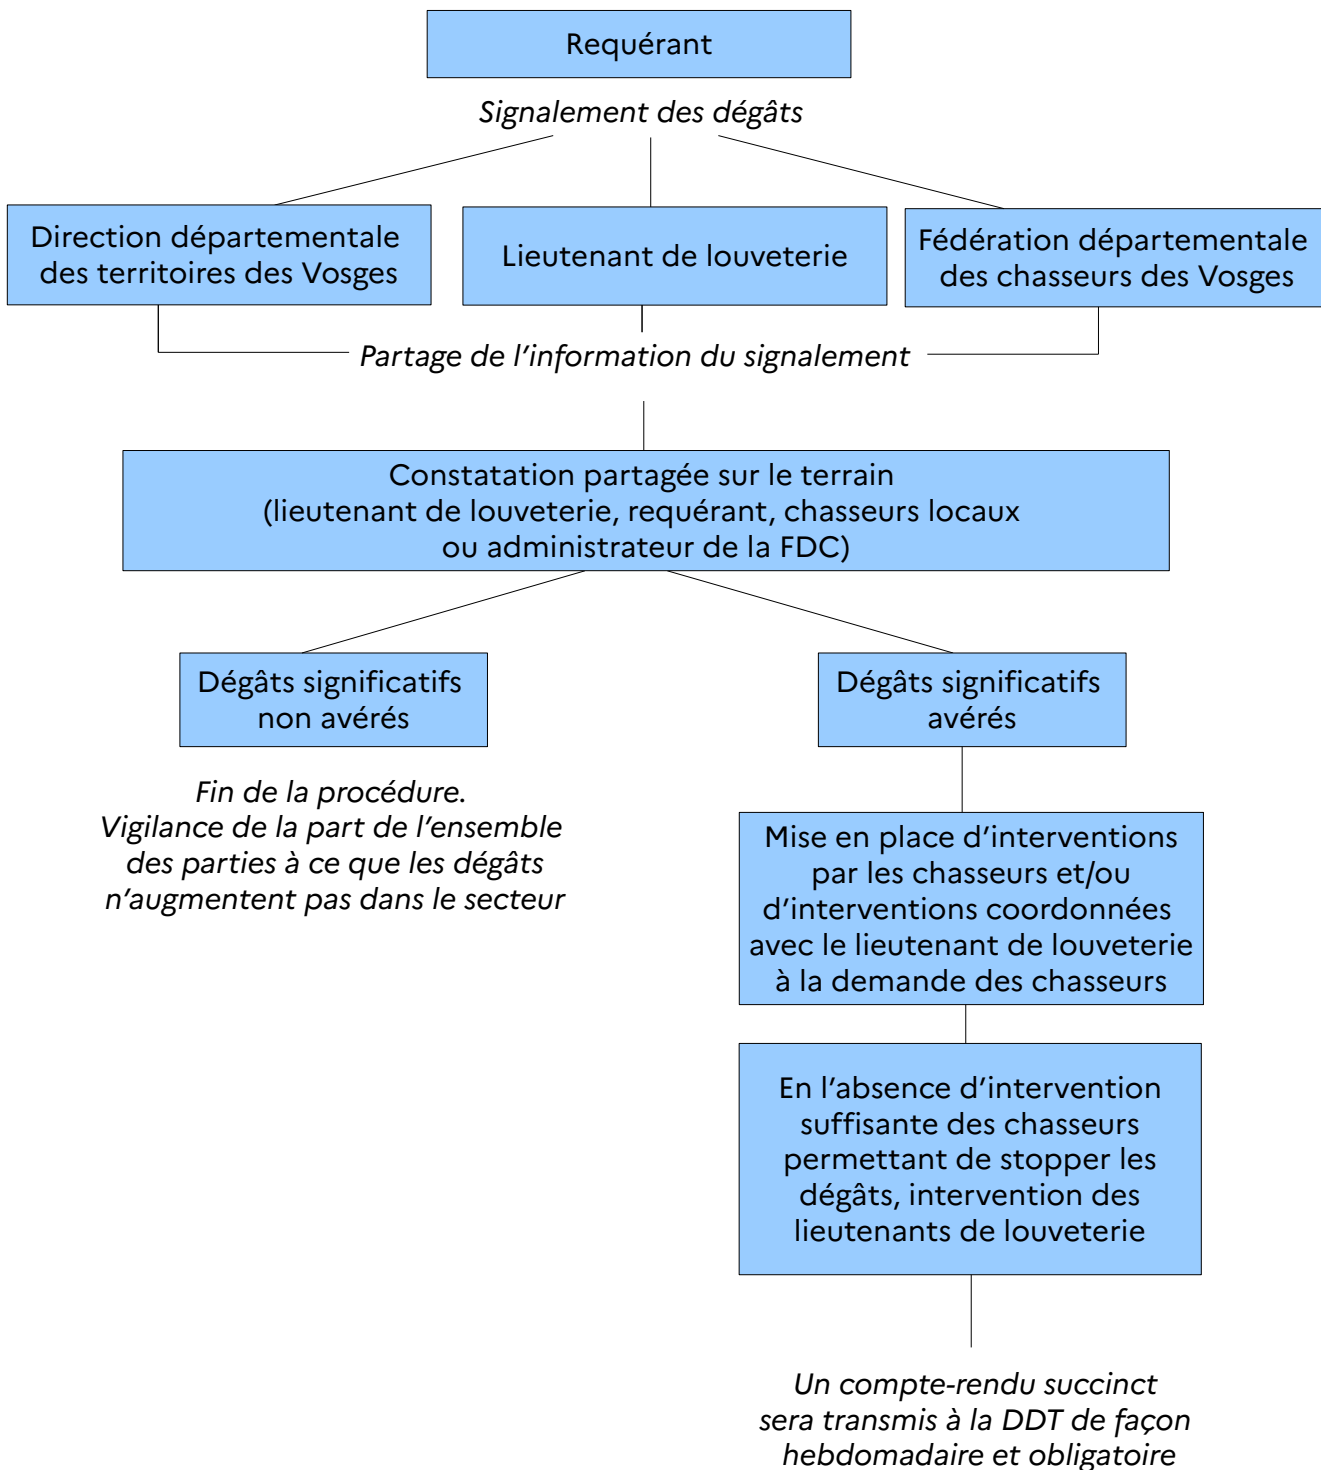 Requérant
Signalement des dégâts
Direction départementale
des territoires des Vosges
Lieutenant de louveterie
Fédération départementale
des chasseurs des Vosges
Partage de l'information du signalement
Constatation partagée sur le terrain
(lieutenant de louveterie, requérant, chasseurs locaux
ou administrateur de la FDC)
Dégâts significatifs
non avérés
Fin de la procédure.
Vigilance de la part de l'ensemble
des parties à ce que les dégâts
n'augmentent pas dans le secteur
Dégâts significatifs
avérés
Mise en place d'interventions
par les chasseurs et/ou
d'interventions coordonnées
avec le lieutenant de louveterie
à la demande des chasseurs
En l'absence d'intervention
suffisante des chasseurs
permettant de stopper les
dégâts, intervention des
lieutenants de louveterie
Un compte-rendu succinct
sera transmis à la DDT de façon
hebdomadaire et obligatoire